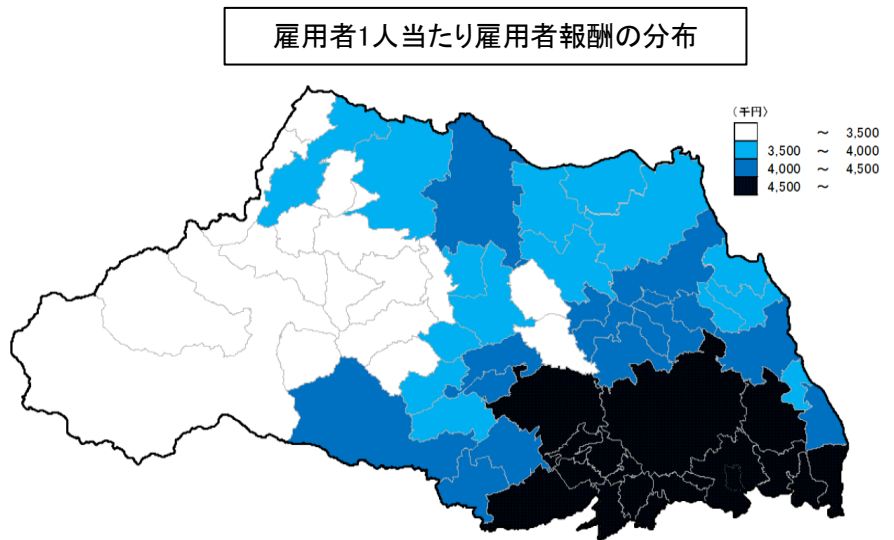 雇用者1人当たり雇用者報酬の分布
（千円）
～ 3,500
3,500 ～ 4,000
4,000 ～ 4,500
4,500 ～